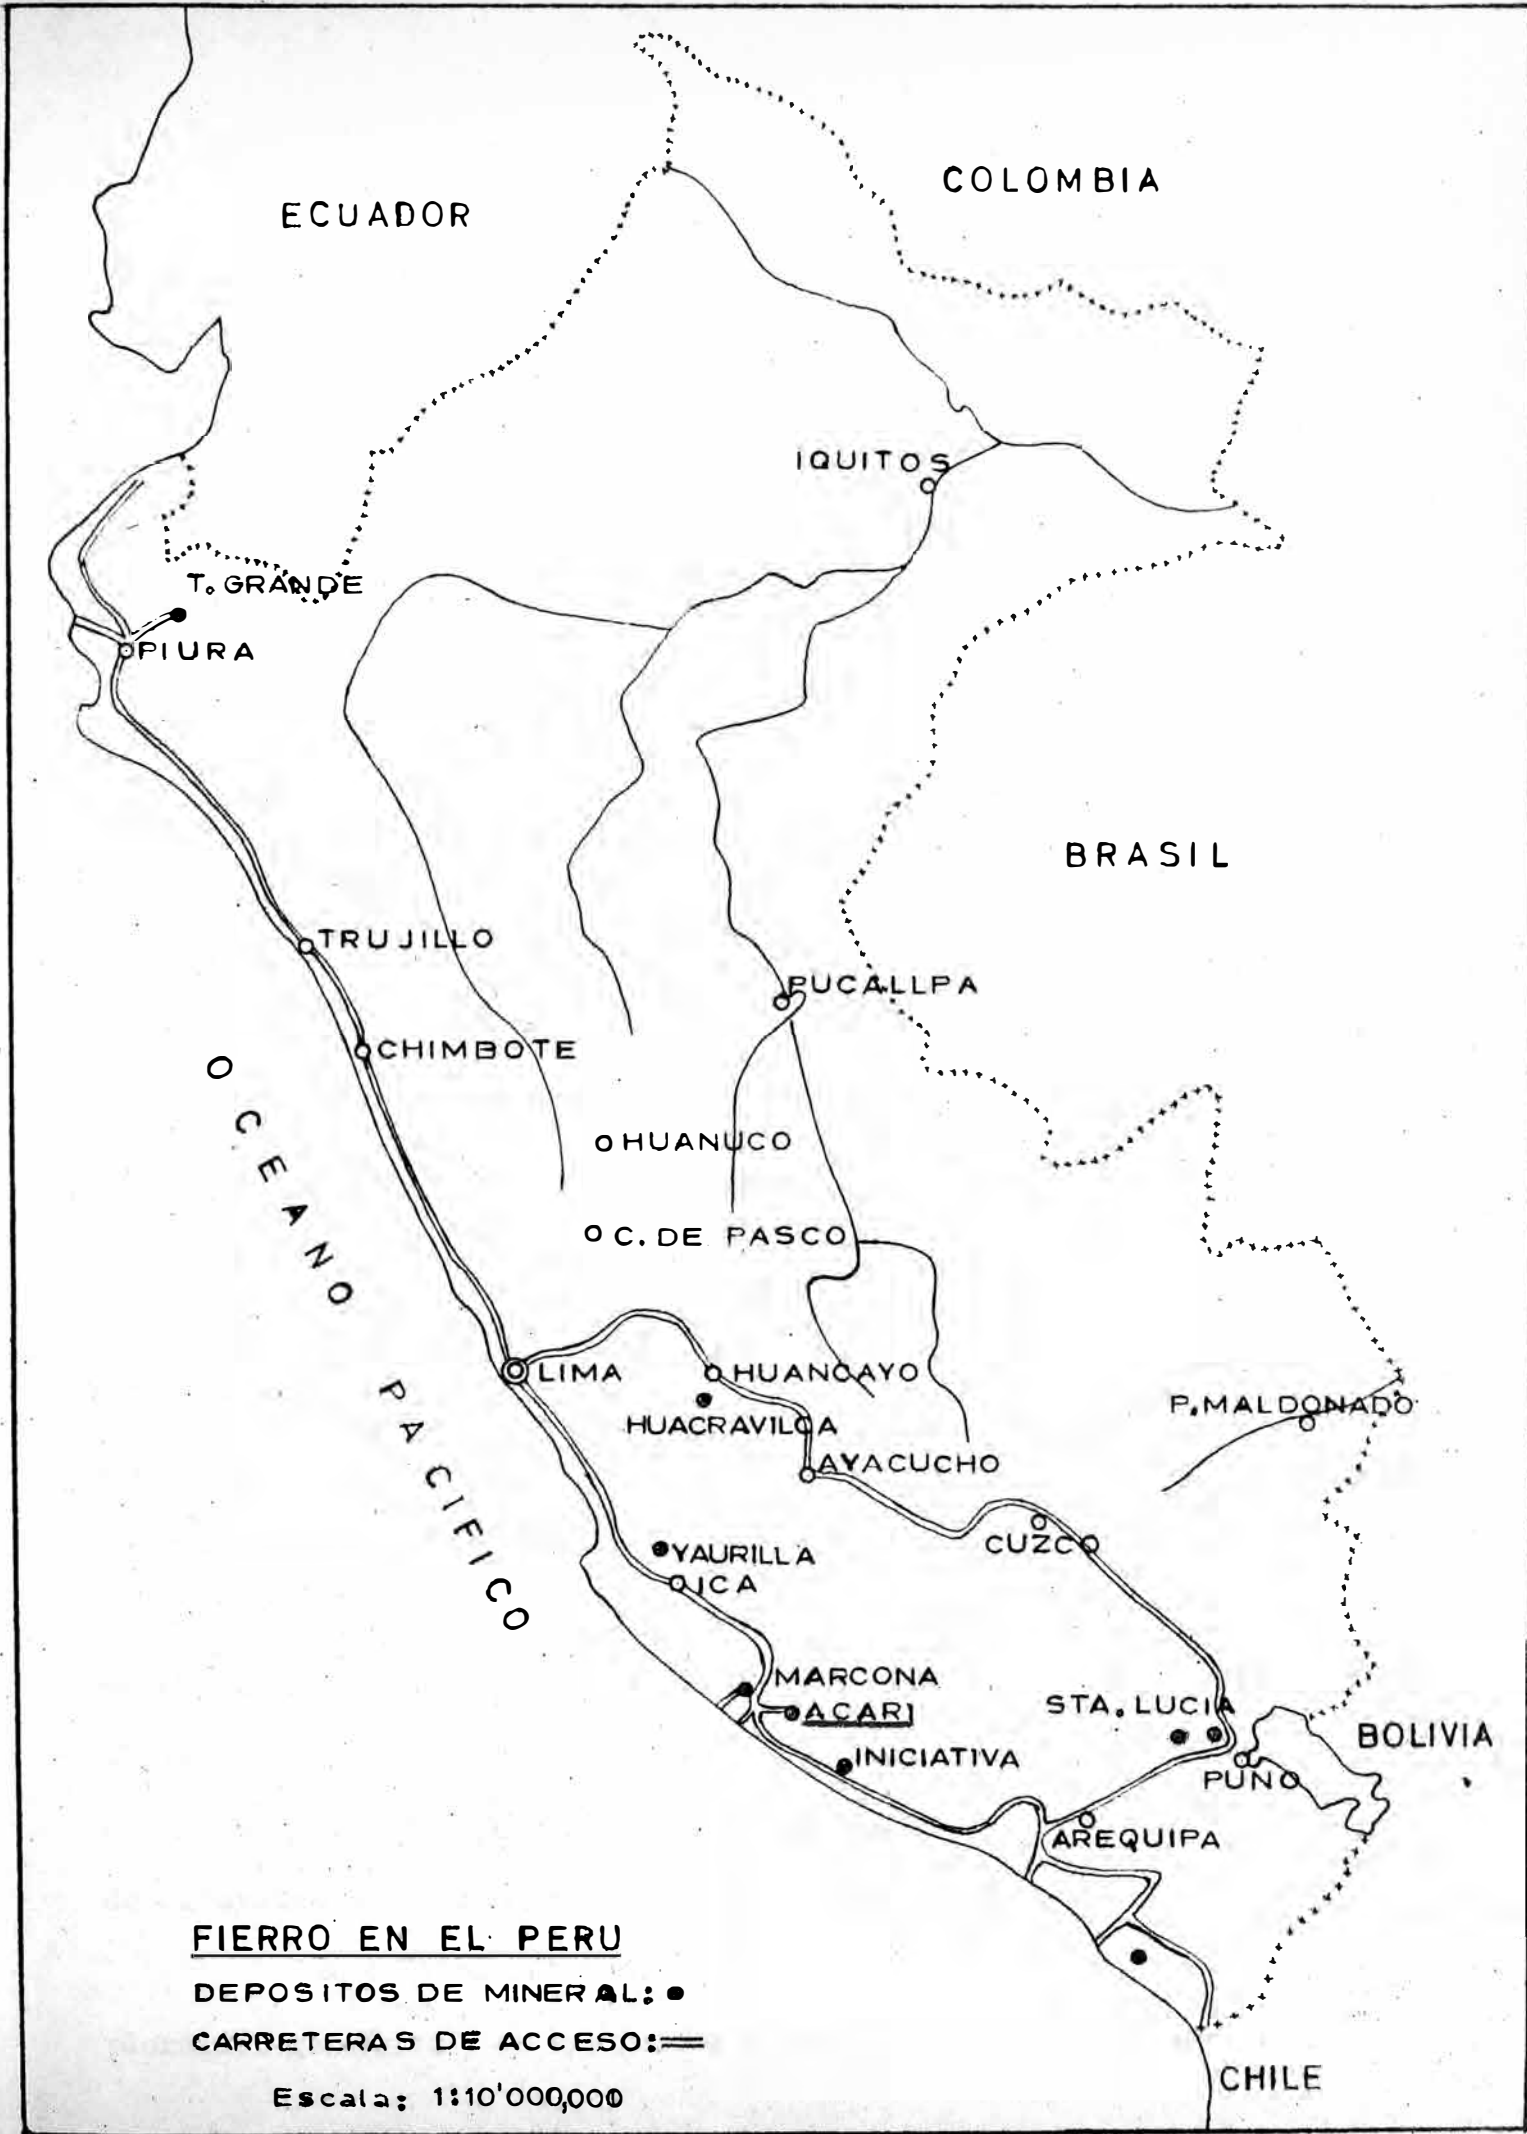 COLOMBIA
ECUADOR
IQUITOS
T. GRANDE
PIURA
BRASIL
TRUJILLO
PUCALLPA
CHIMBOTE
OCEANO PACIFICO
HUANUCO
C. DE PASCO
LIMA
HUANCAYO
P. MALDONADO
HUACRAVILCA
AYACUCHO
CUZCO
YAURILLA
ICA
MARCONA
ACARI
STA. LUCIA
BOLIVIA
INICIATIVA
PUNO
AREQUIPA
FIERRO EN EL PERU
DEPOSITOS DE MINERAL:
CARRETERAS DE ACCESO:
Escala: 1:10'000,000
CHILE